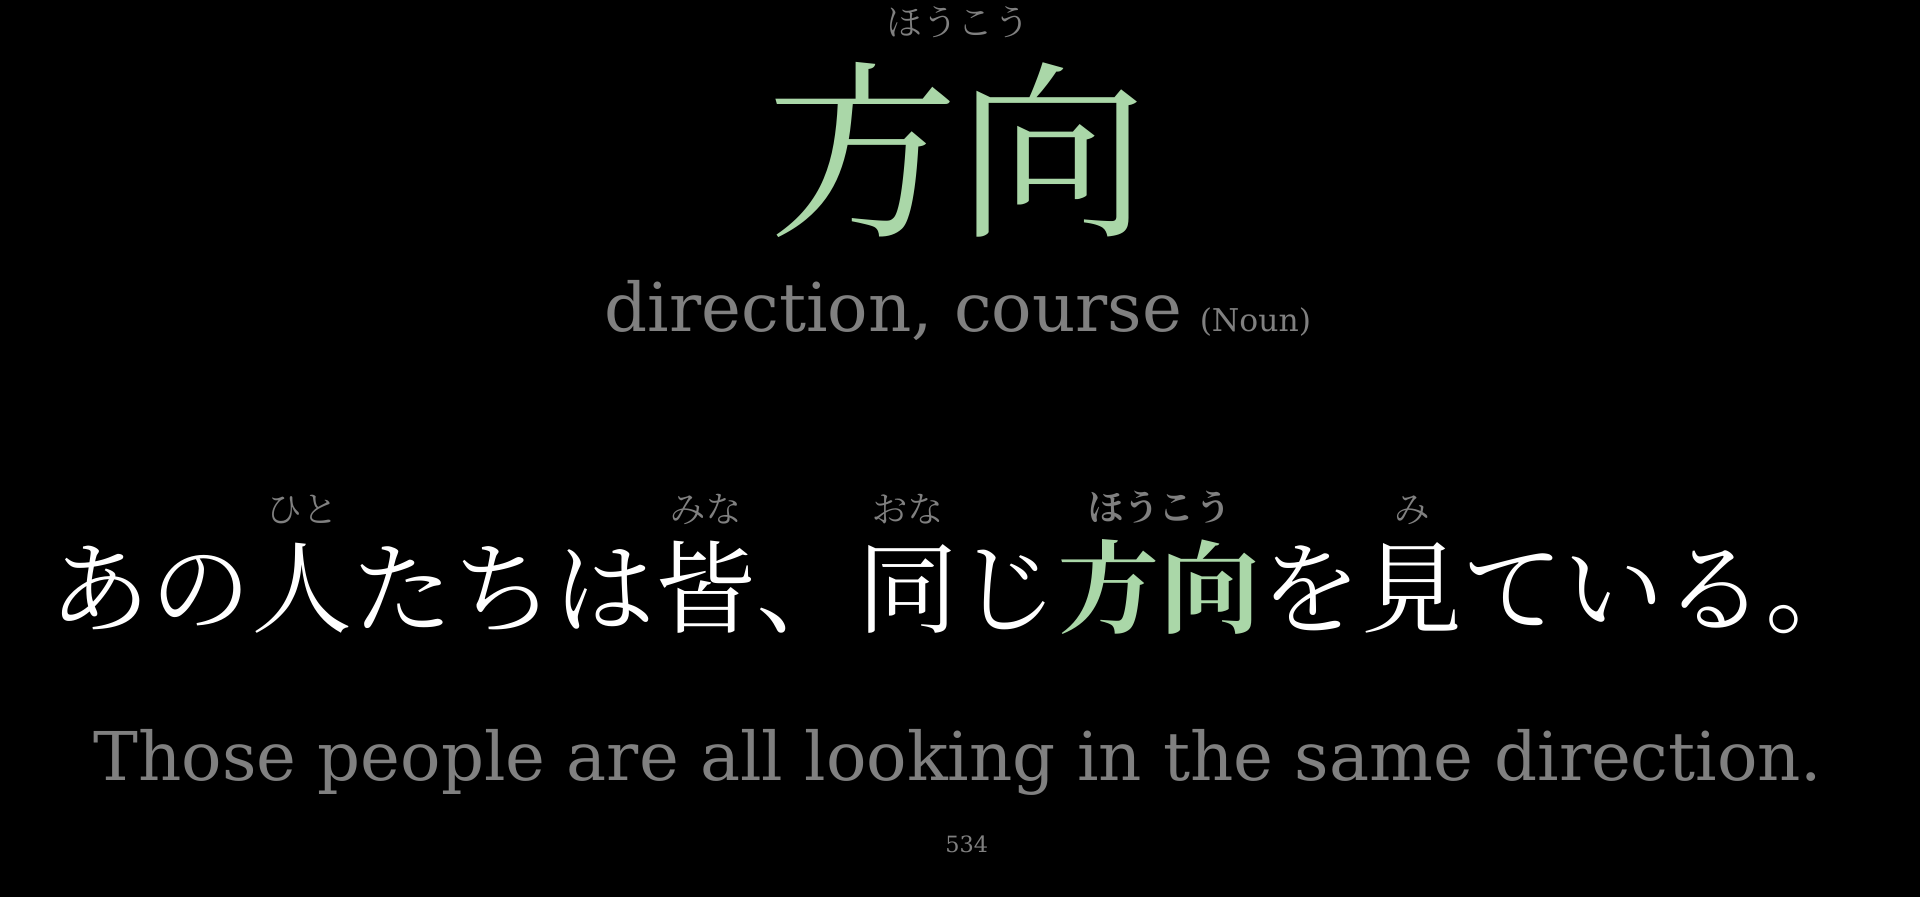 ほうこう
方向
direction, course (Noun)
ひと みな おな ほうこう み
あの人たちは皆、同じ方向を見ている。
Those people are all looking in the same direction.
534